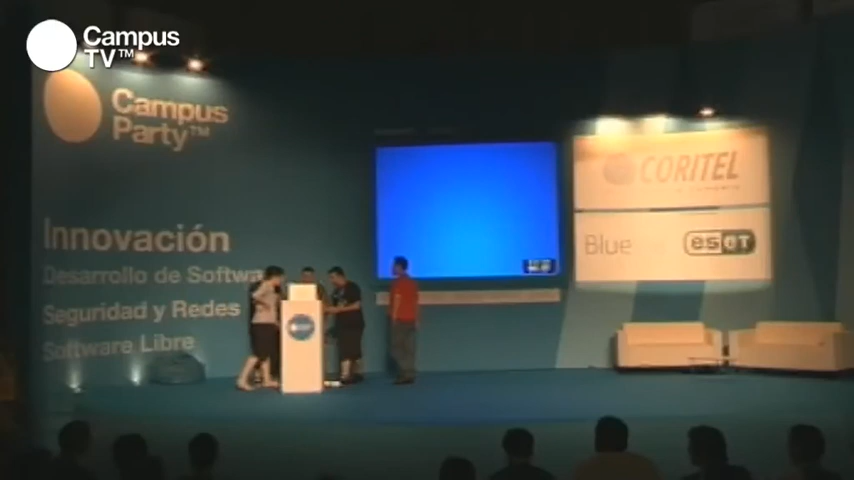 Campus
TV™
Campus
Party™
Innovación
Desarrollo de Softwa
Seguridad y Redes
Software Libre
CORITEL
Blue
eseT